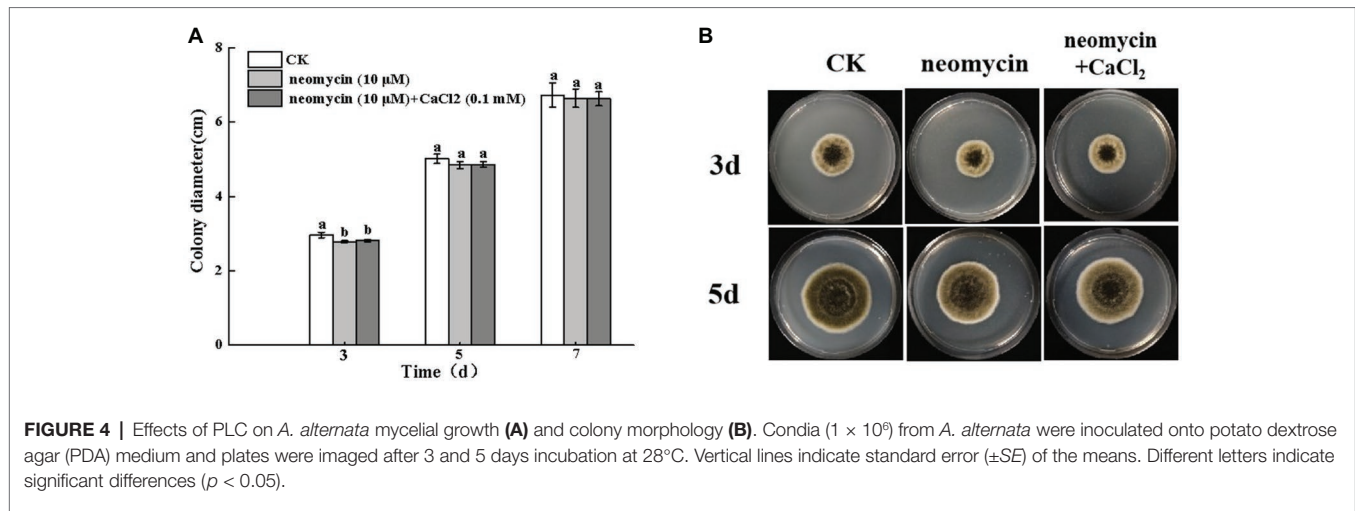 A
8
6
4
2
0
Colony diameter(cm)
CK
neomycin (10 μM)
neomycin (10 μM)+CaCl2 (0.1 mM)
a b b
a a a
a a a
3 5 7
Time (d)
B
CK neomycin neomycin
+CaCl₂
3d
5d
FIGURE 4 | Effects of PLC on A. alternata mycelial growth (A) and colony morphology (B). Condia (1 × 10⁶) from A. alternata were inoculated onto potato dextrose
agar (PDA) medium and plates were imaged after 3 and 5 days incubation at 28°C. Vertical lines indicate standard error (±SE) of the means. Different letters indicate
significant differences (p < 0.05).